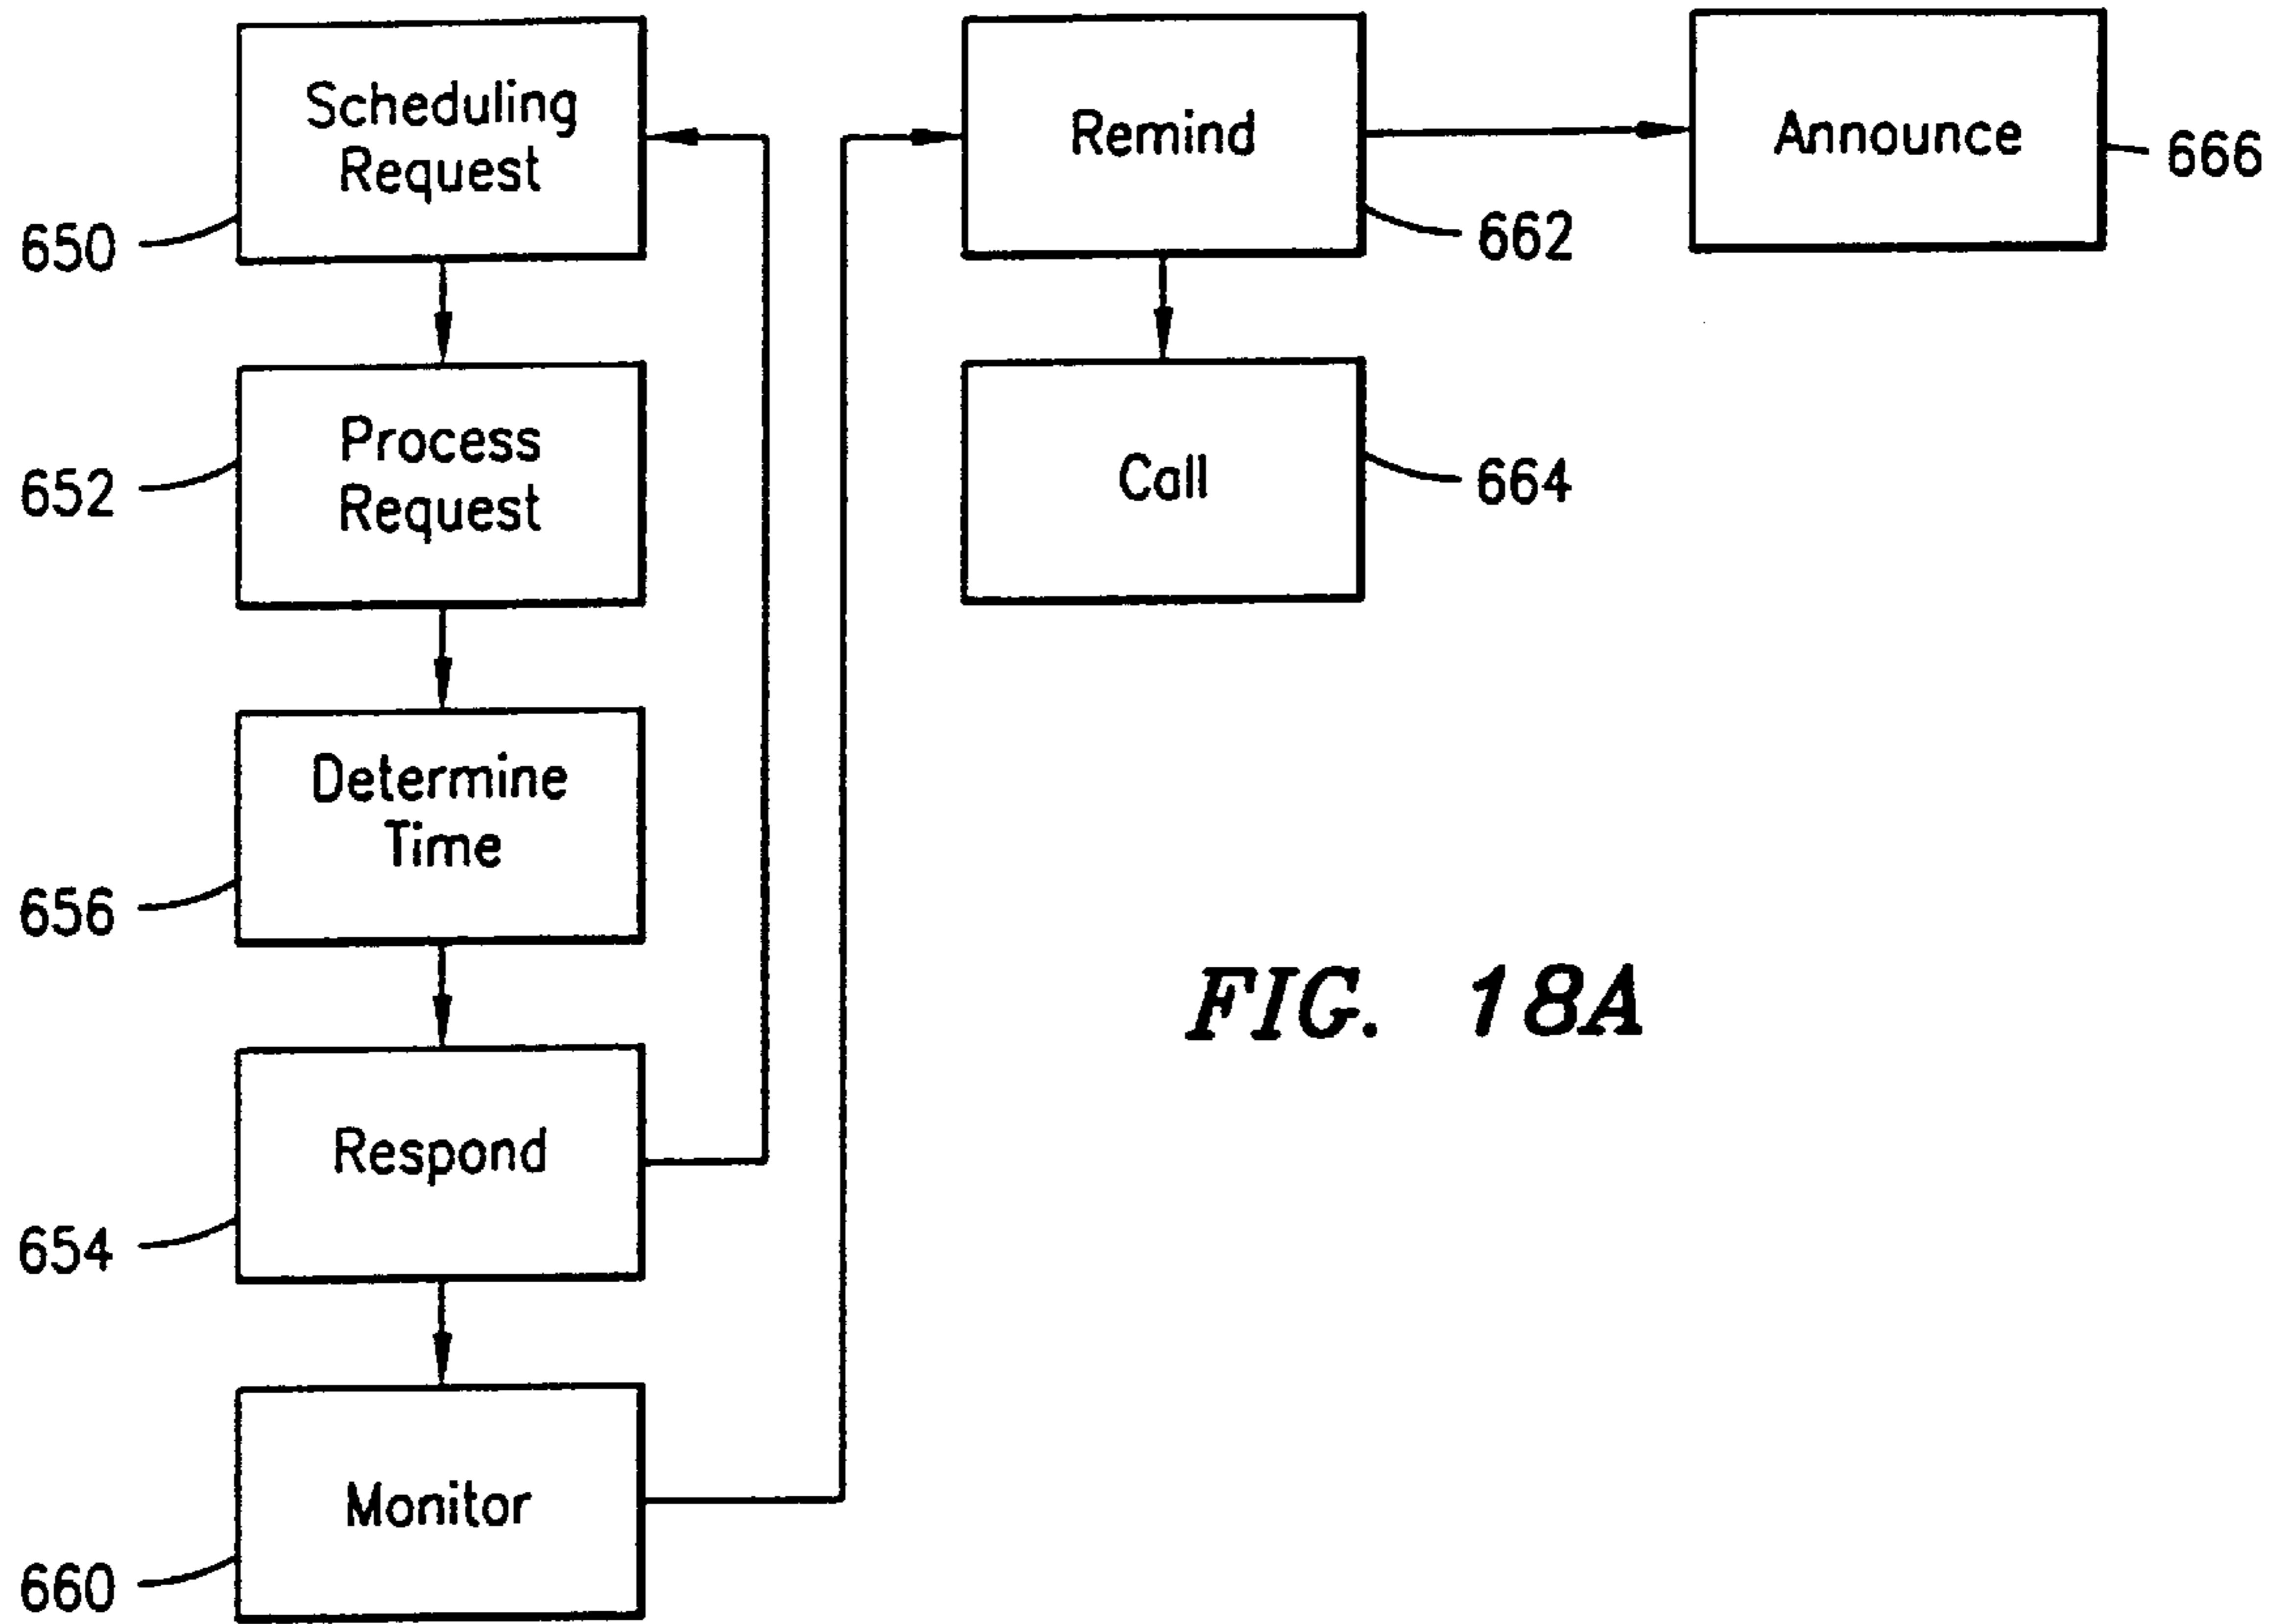 Scheduling
Request
650
Process
Request
652
Determine
Time
656
Respond
654
Monitor
660
Remind
662
Call
664
Announce
666
FIG. 18A